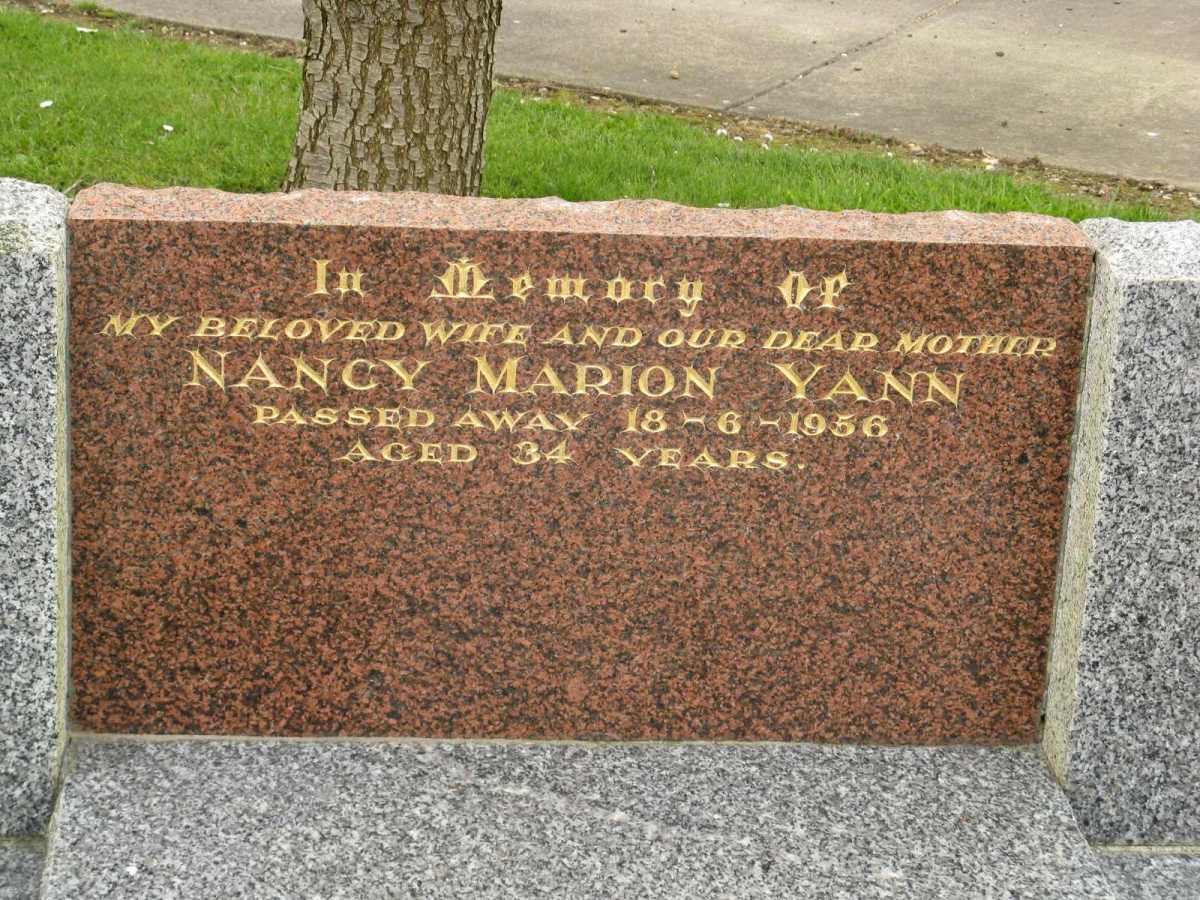 In Memory Of
MY BELOVED WIFE AND OUR DEAR MOTHER
NANCY MARION YANN
PASSED AWAY 18-6-1956
AGED 34 YEARS.